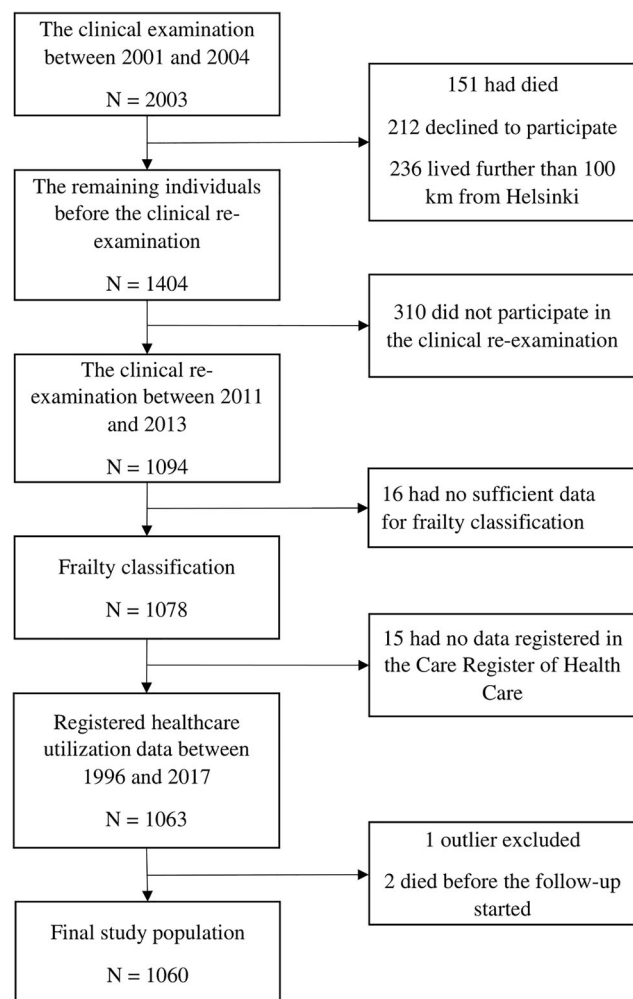 The clinical examination
between 2001 and 2004
N = 2003
151 had died
212 declined to participate
236 lived further than 100
km from Helsinki
The remaining individuals
before the clinical re-
examination
N = 1404
310 did not participate in
the clinical re-examination
The clinical re-
examination between 2011
and 2013
N = 1094
16 had no sufficient data
for frailty classification
Frailty classification
N = 1078
15 had no data registered in
the Care Register of Health
Care
Registered healthcare
utilization data between
1996 and 2017
N = 1063
1 outlier excluded
2 died before the follow-up
started
Final study population
N = 1060